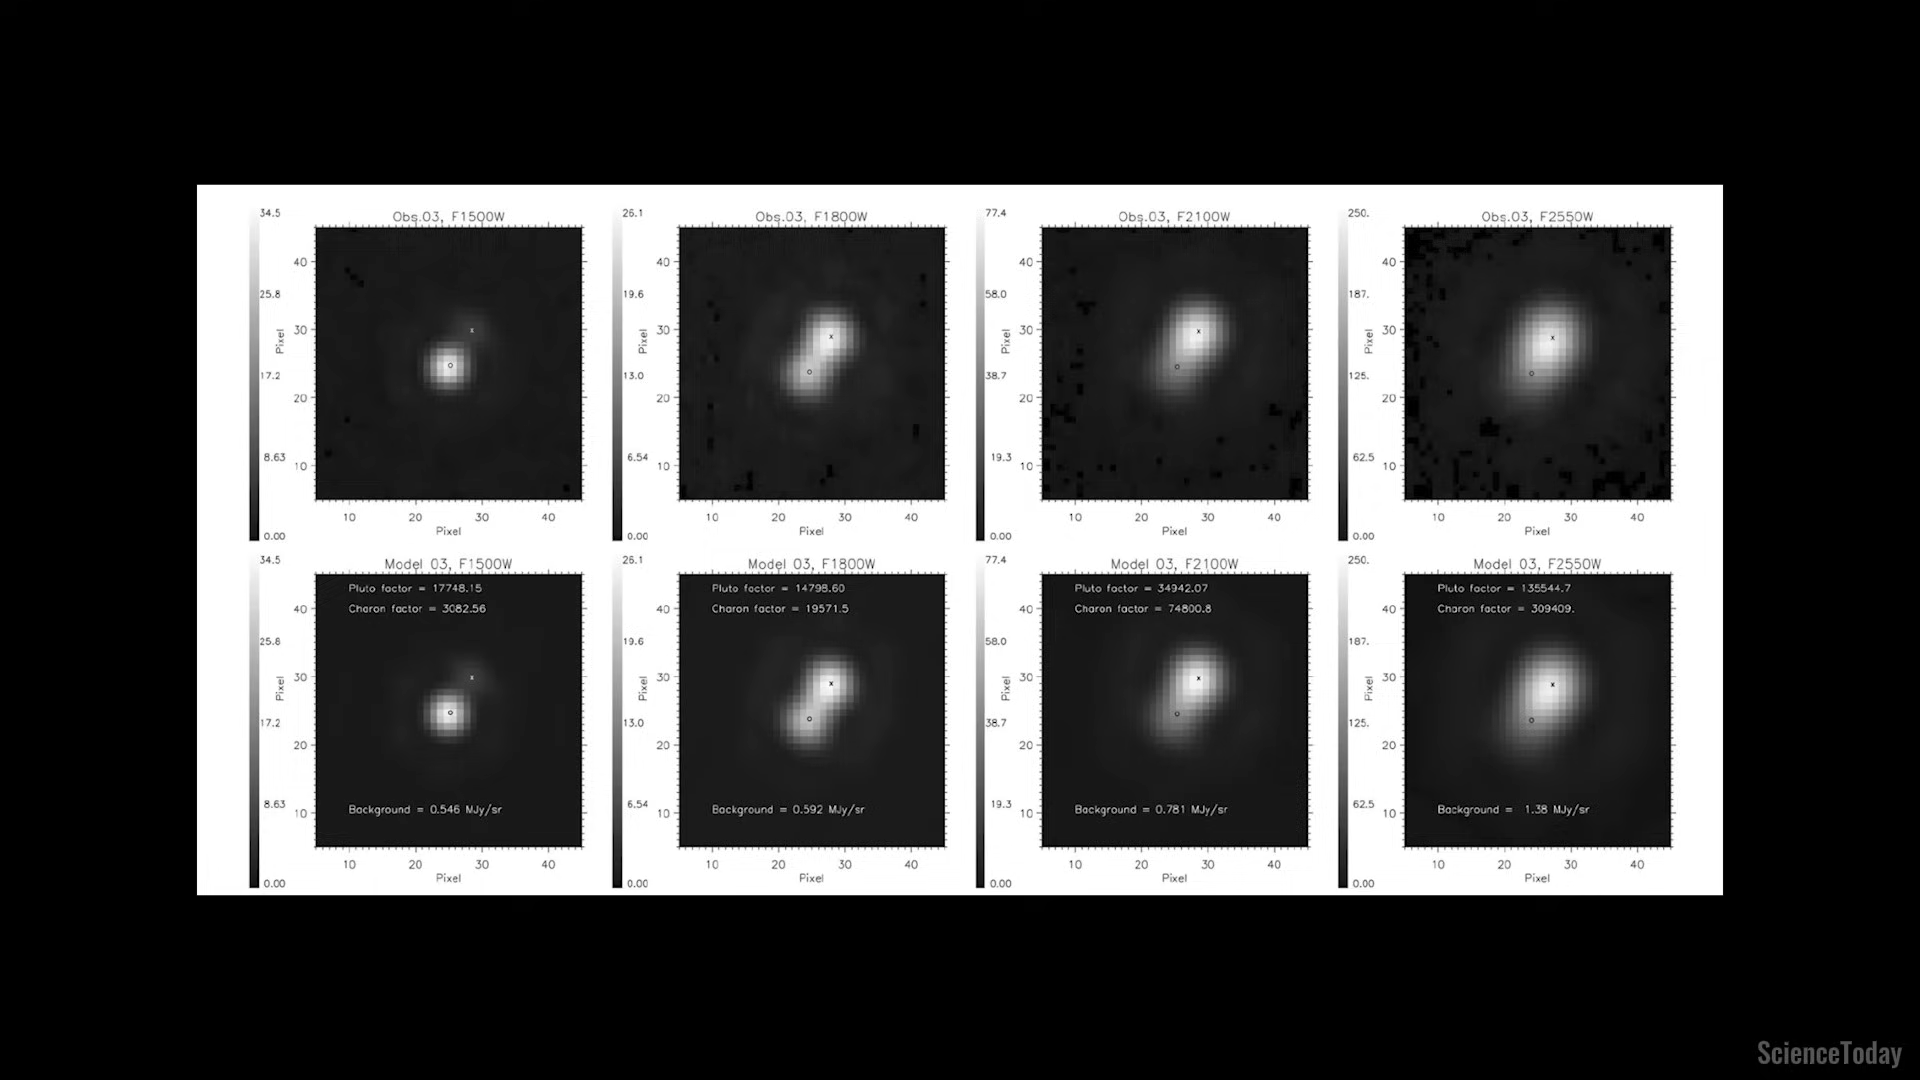 Obs.03, F1500W
34.5
25.8
17.2
8.63
0.00
Pixel
40
30
20
10
10 20 30 40
Pixel
Obs.03, F1800W
26.1
19.6
13.0
6.54
0.00
Pixel
40
30
20
10
10 20 30 40
Pixel
Obs.03, F2100W
77.4
58.0
38.7
19.3
0.00
Pixel
40
30
20
10
10 20 30 40
Pixel
Obs.03, F2550W
250.
187.
125.
62.5
0.00
Pixel
40
30
20
10
10 20 30 40
Pixel
Model 03, F1500W
34.5
25.8
17.2
8.63
0.00
Pixel
40
30
20
10
Pluto factor = 17748.15
Charon factor = 3082.56
Background = 0.546 MJy/sr
10 20 30 40
Pixel
Model 03, F1800W
26.1
19.6
13.0
6.54
0.00
Pixel
40
30
20
10
Pluto factor = 14798.60
Charon factor = 19571.5
Background = 0.592 MJy/sr
10 20 30 40
Pixel
Model 03, F2100W
77.4
58.0
38.7
19.3
0.00
Pixel
40
30
20
10
Pluto factor = 34942.07
Charon factor = 74800.8
Background = 0.781 MJy/sr
10 20 30 40
Pixel
Model 03, F2550W
250.
187.
125.
62.5
0.00
Pixel
40
30
20
10
Pluto factor = 135544.7
Charon factor = 309409.
Background = 1.38 MJy/sr
10 20 30 40
Pixel
ScienceToday